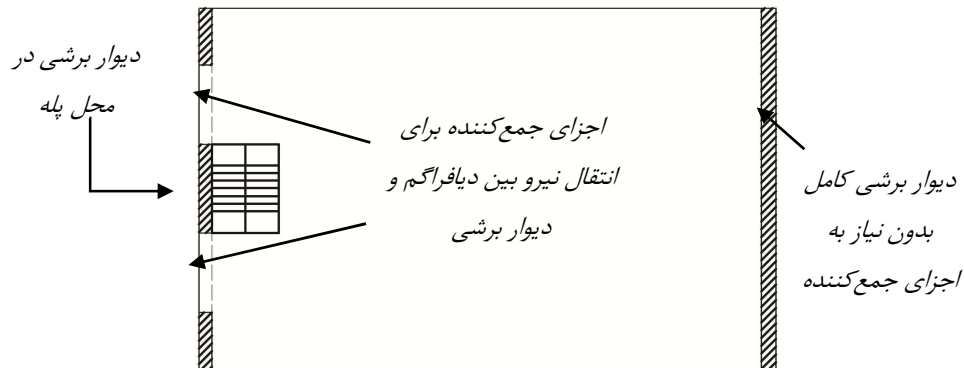 دیوار برشی در
محل پله
اجزای جمع‌کننده برای
انتقال نیرو بین دیافراگم و
دیوار برشی
دیوار برشی کامل
بدون نیاز به
اجزای جمع‌کننده